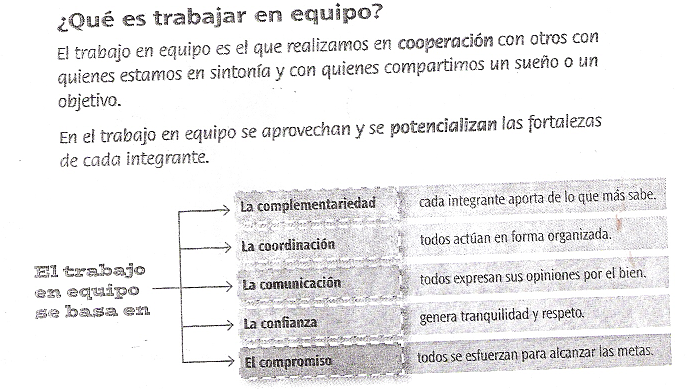 ¿Qué es trabajar en equipo?
El trabajo en equipo es el que realizamos en cooperación con otros con
quienes estamos en sintonía y con quienes compartimos un sueño o un
objetivo.
En el trabajo en equipo se aprovechan y se potencializan las fortalezas
de cada integrante.
El trabajo
en equipo
se basa en
La complementariedad cada integrante aporta de lo que más sabe.
La coordinación todos actúan en forma organizada.
La comunicación todos expresan sus opiniones por el bien.
La confianza genera tranquilidad y respeto.
El compromiso todos se esfuerzan para alcanzar las metas.